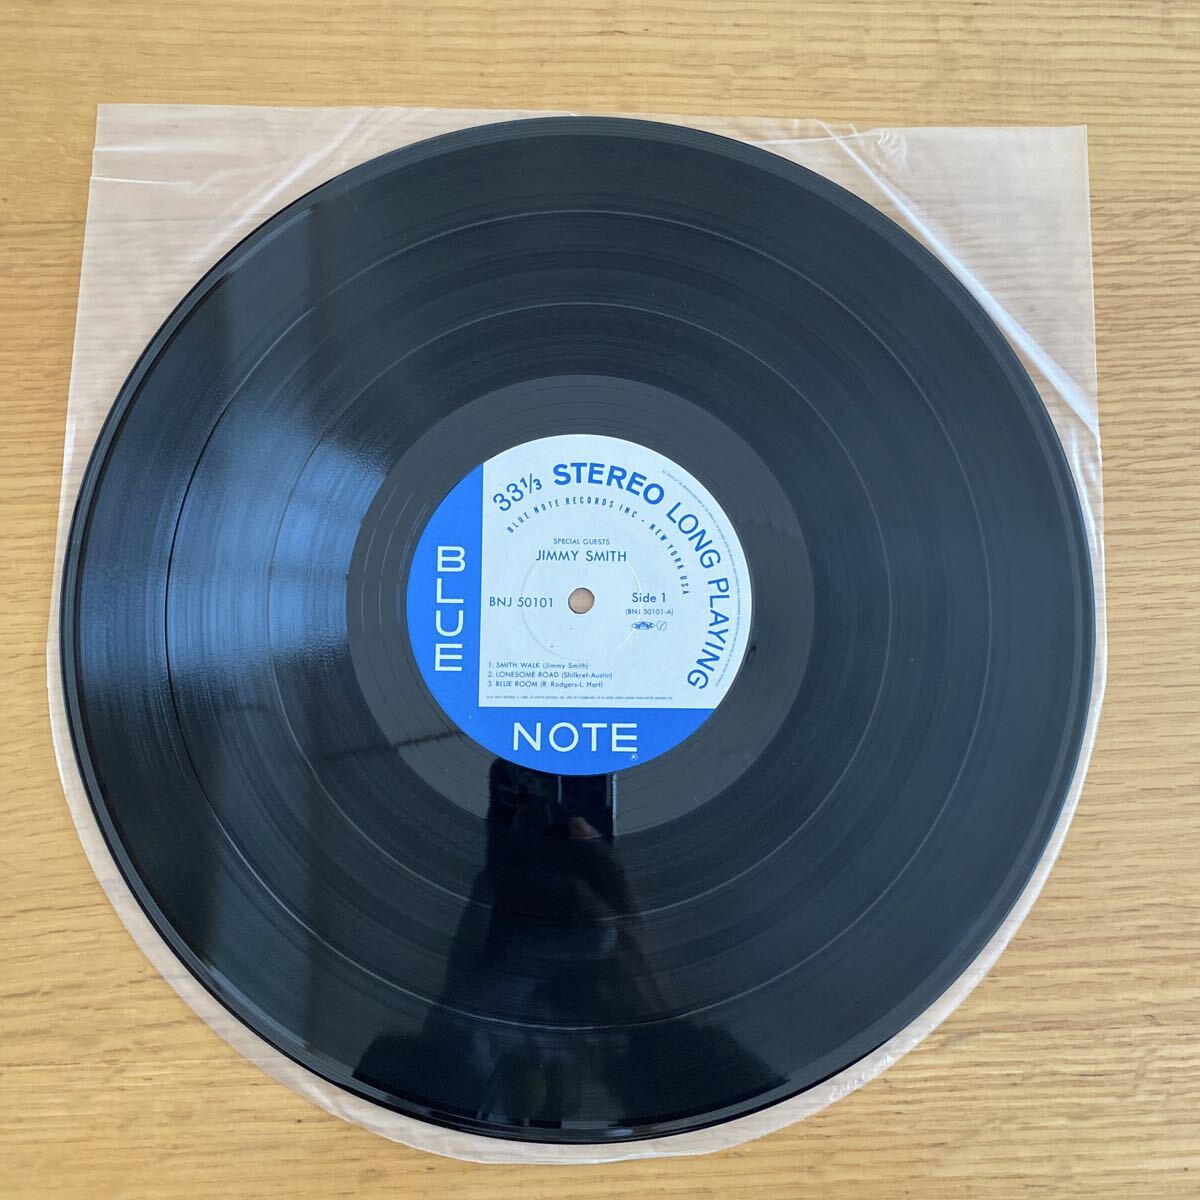 33⅓ STEREO LONG PLAYING
BLUE NOTE RECORDS INC · NEW YORK USA
SPECIAL GUESTS
JIMMY SMITH
BNJ 50101
Side 1
(BNJ 50101-A)
1. SMITH WALK (Jimmy Smith)
2. LONESOME ROAD (Shilkret-Austin)
3. BLUE ROOM (R. Rodgers-L. Hart)
BLUE
NOTE
®